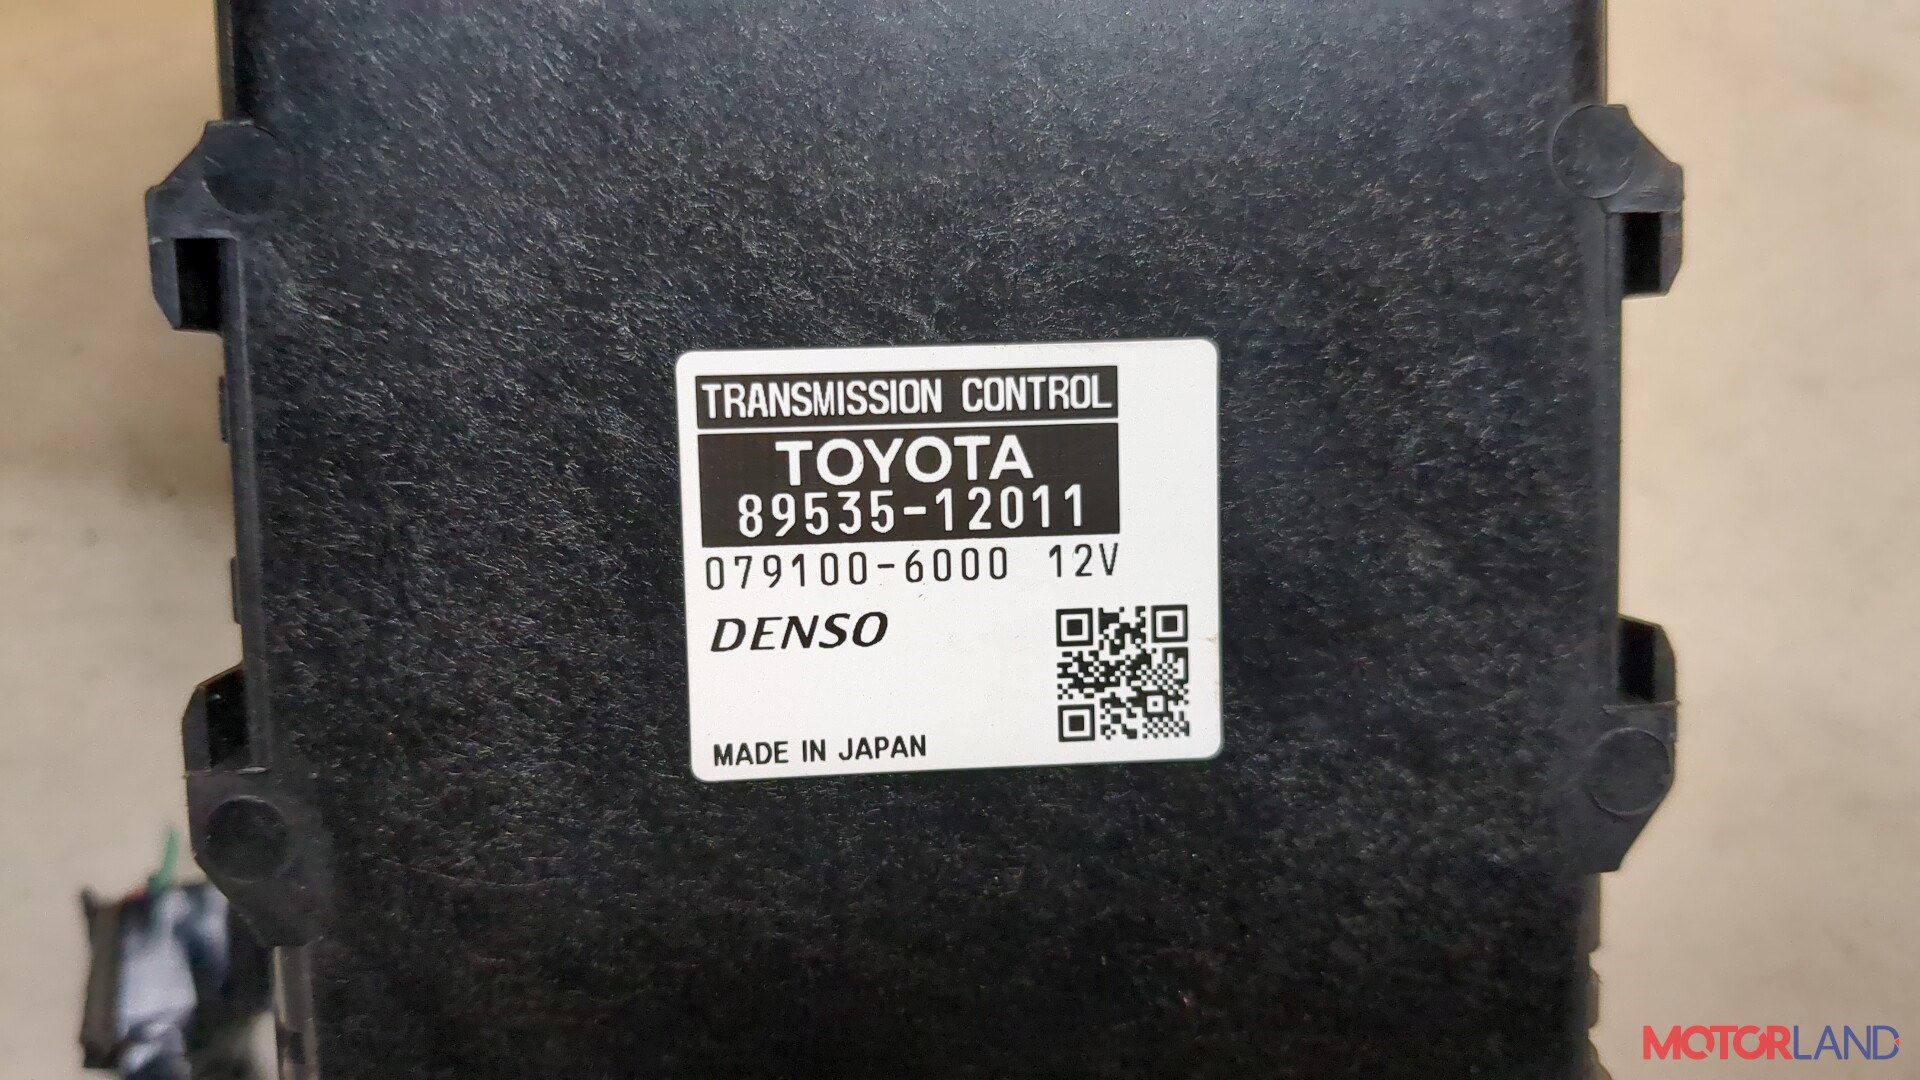 TRANSMISSION CONTROL
TOYOTA
89535-12011
079100-6000 12V
DENSO
MADE IN JAPAN
MOTORLAND